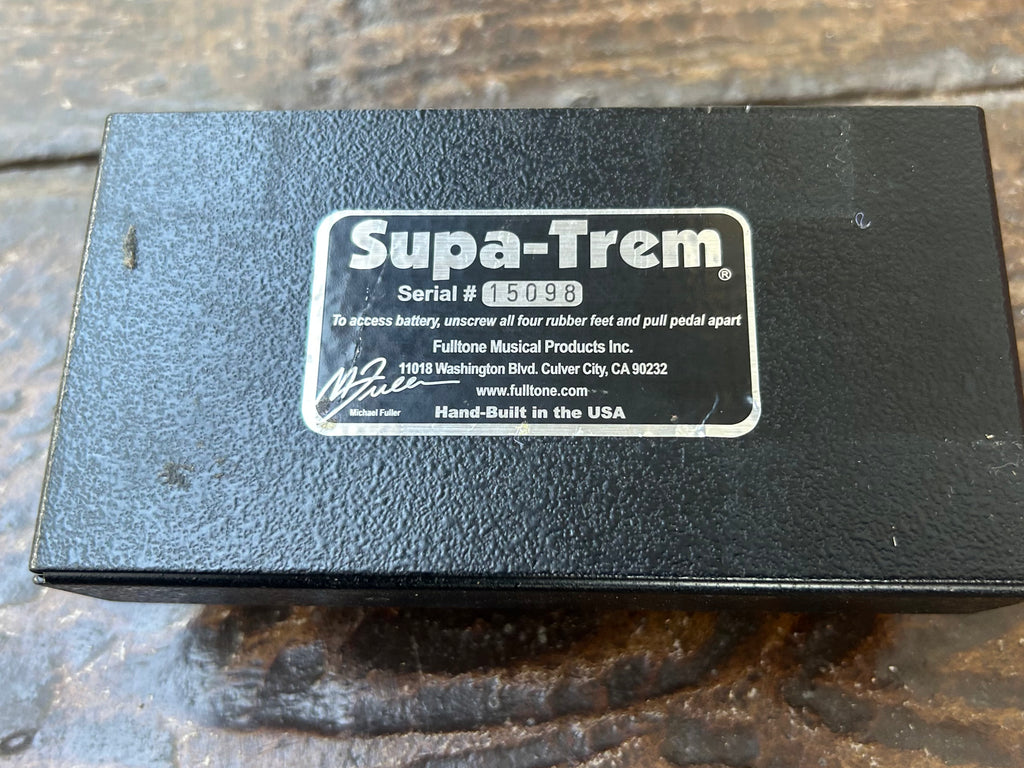 Supa-Trem®
Serial # 15098
To access battery, unscrew all four rubber feet and pull pedal apart
Fulltone Musical Products Inc.
11018 Washington Blvd. Culver City, CA 90232
www.fulltone.com
M Fuller
Michael Fuller
Hand-Built in the USA